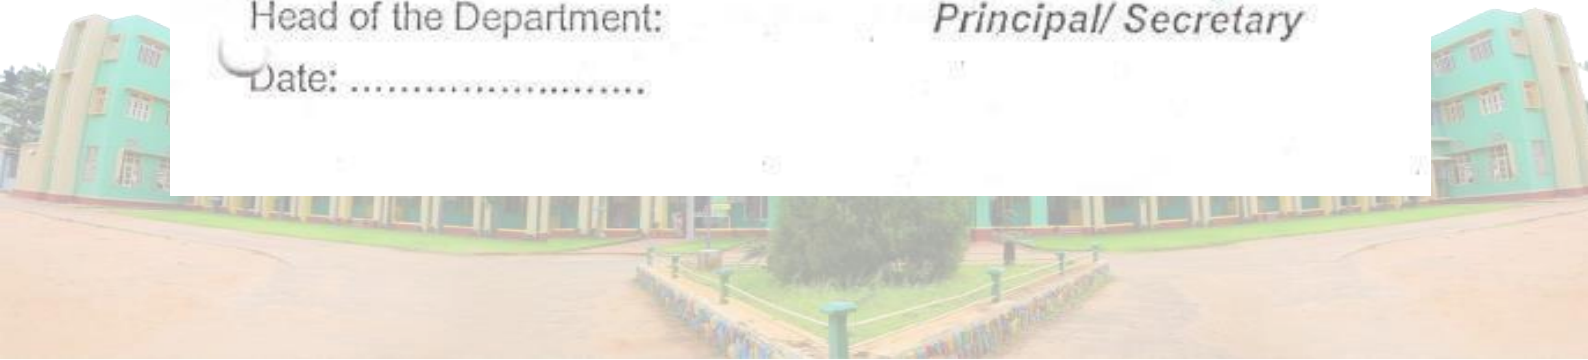 Head of the Department:
Principal/ Secretary
Date: ........................